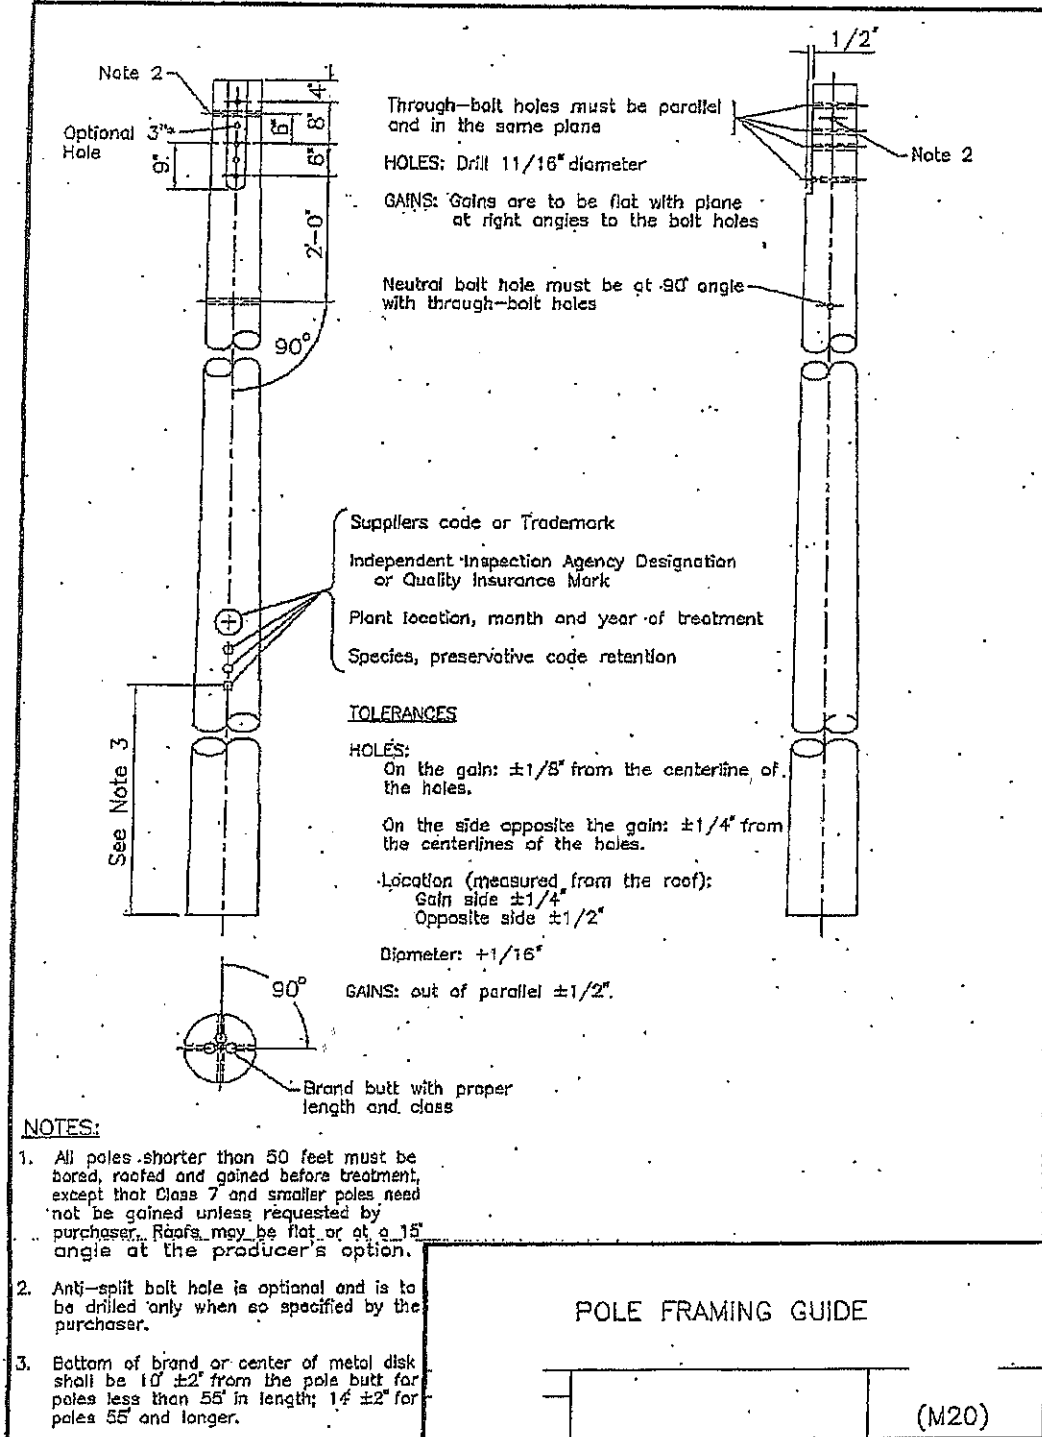 1/2"
Note 2
4"
8"
6"
Optional 3"
Hole
9"
6"
2'-0"
90°
Through-bolt holes must be parallel
and in the same plane
Note 2
HOLES: Drill 11/16" diameter
GAINS: Gains are to be flat with plane
at right angles to the bolt holes
Neutral bolt hole must be at 90° angle
with through-bolt holes
Suppliers code or Trademark
Independent Inspection Agency Designation
or Quality Insurance Mark
Plant location, month and year of treatment
Species, preservative code retention
See Note 3
TOLERANCES
HOLES:
On the gain: ±1/8" from the centerline of
the holes.
On the side opposite the gain: ±1/4" from
the centerlines of the holes.
Location (measured from the roof):
Gain side ±1/4"
Opposite side ±1/2"
Diameter: +1/16"
GAINS: out of parallel ±1/2".
90°
Brand butt with proper
length and class
NOTES:
1. All poles shorter than 50 feet must be
bored, roofed and gained before treatment,
except that Class 7 and smaller poles need
not be gained unless requested by
purchaser. Roofs may be flat or at a 15°
angle at the producer's option.
2. Anti-split bolt hole is optional and is to
be drilled only when so specified by the
purchaser.
3. Bottom of brand or center of metal disk
shall be 10' ±2" from the pole butt for
poles less than 55' in length; 14' ±2" for
poles 55' and longer.
POLE FRAMING GUIDE
(M20)